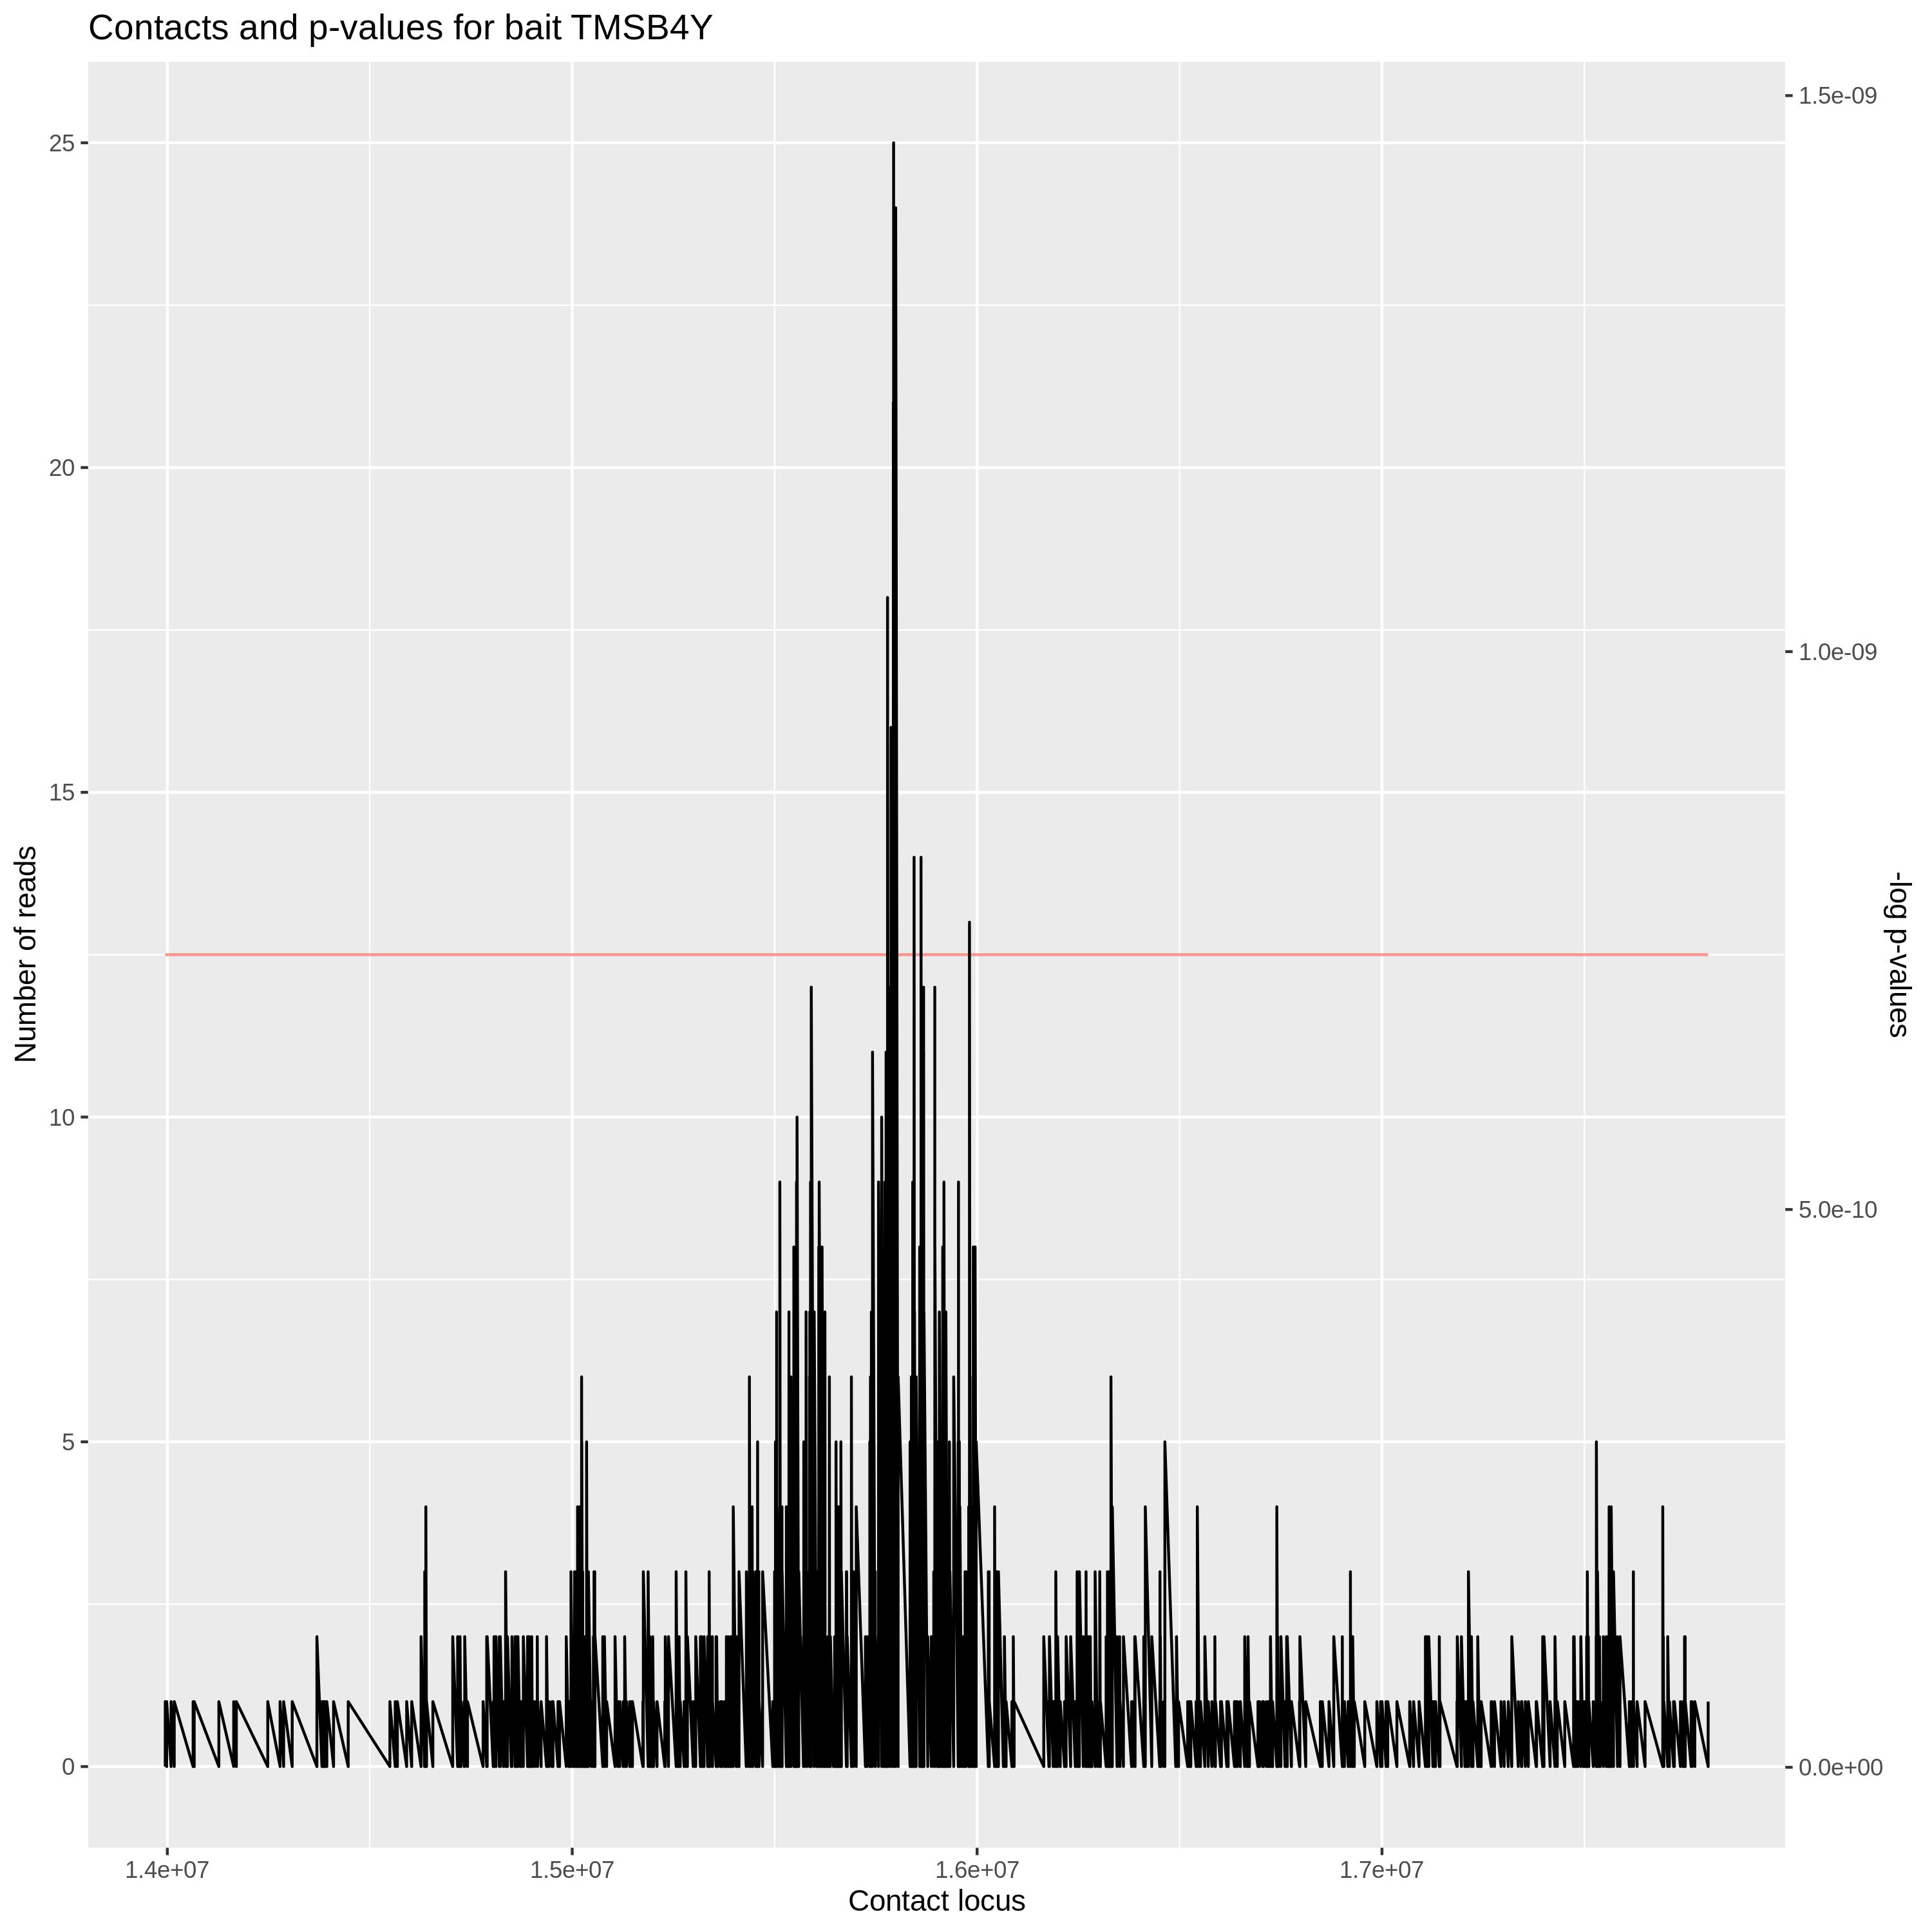 Contacts and p-values for bait TMSB4Y
Number of reads
25
20
15
10
5
0
1.5e-09
1.0e-09
5.0e-10
0.0e+00
-log p-values
1.4e+07
1.5e+07
1.6e+07
1.7e+07
Contact locus